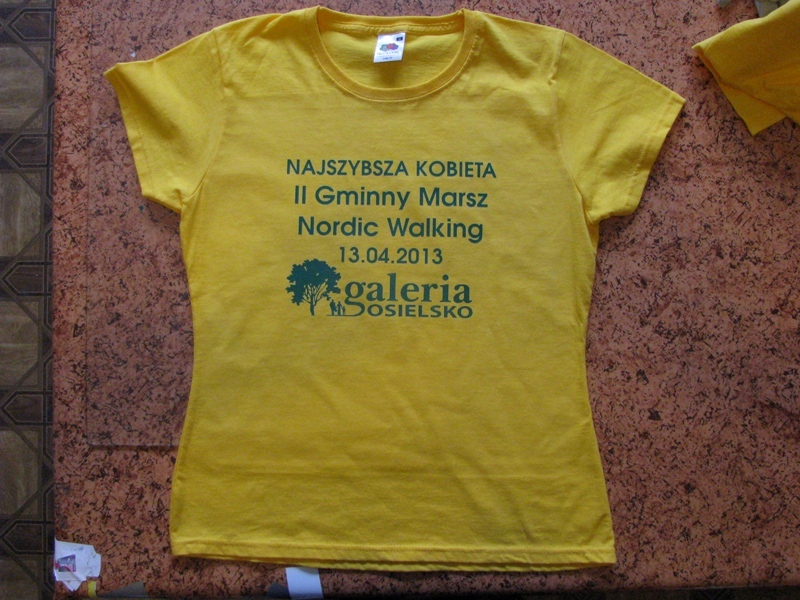 NAJSZYBSZA KOBIETA
II Gminny Marsz
Nordic Walking
13.04.2013
galeria
OSIELSKO